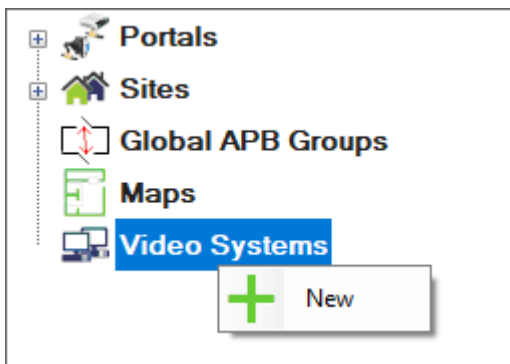 Portals
Sites
Global APB Groups
Maps
Video Systems
New